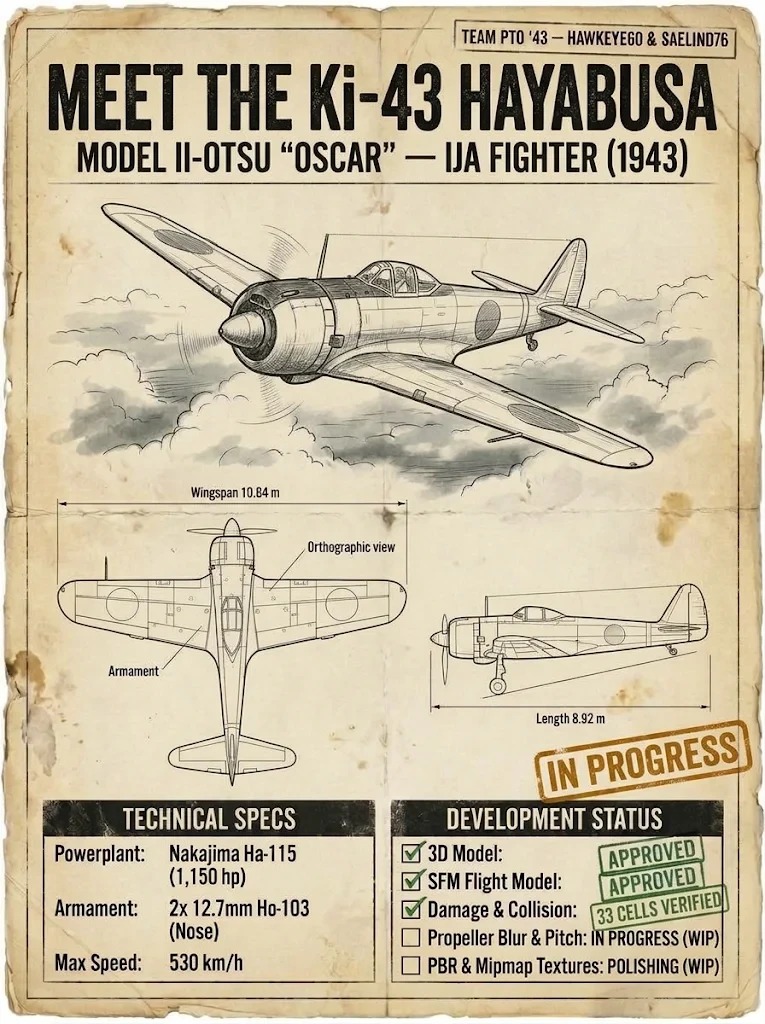 TEAM PTO '43 – HAWKEYE60 & SAELIND76
MEET THE Ki-43 HAYABUSA
MODEL II-OTSU “OSCAR” — IJA FIGHTER (1943)
Wingspan 10.84 m
Orthographic view
Armament
Length 8.92 m
IN PROGRESS
TECHNICAL SPECS
Powerplant: Nakajima Ha-115
(1,150 hp)
Armament: 2x 12.7mm Ho-103
(Nose)
Max Speed: 530 km/h
DEVELOPMENT STATUS
3D Model: APPROVED
SFM Flight Model: APPROVED
Damage & Collision: 33 CELLS VERIFIED
Propeller Blur & Pitch: IN PROGRESS (WIP)
PBR & Mipmap Textures: POLISHING (WIP)